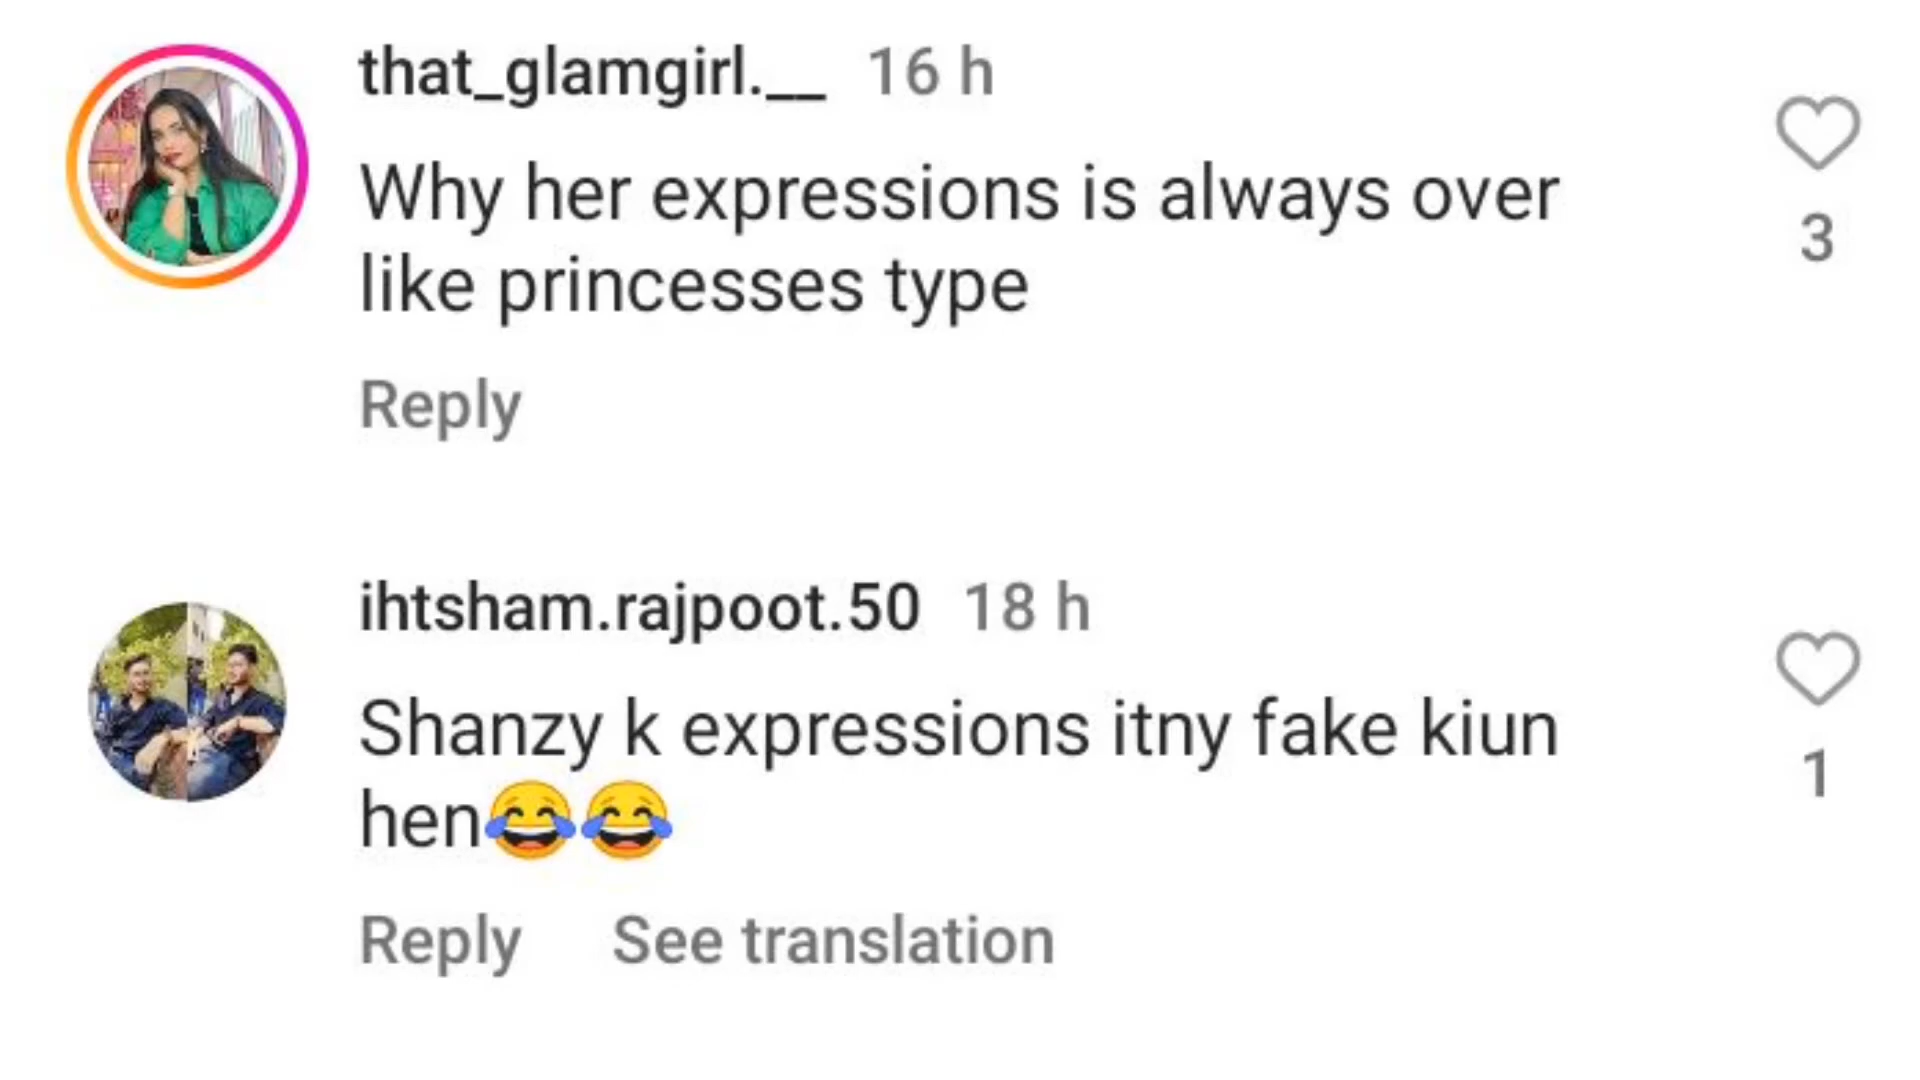 that_glamgirl.__ 16 h
Why her expressions is always over
like princesses type
3
Reply
ihtsham.rajpoot.50 18 h
Shanzy k expressions itny fake kiun
hen😂😂
1
Reply See translation